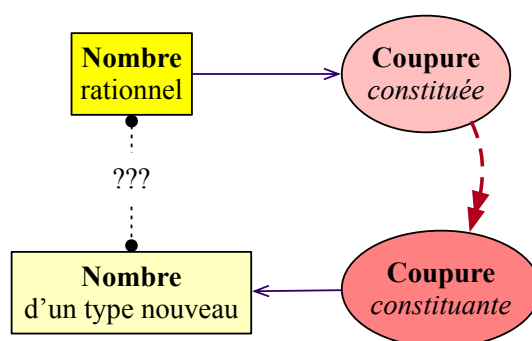 Nombre
rationnel
Coupure
constituée
???
Nombre
d'un type nouveau
Coupure
constituante